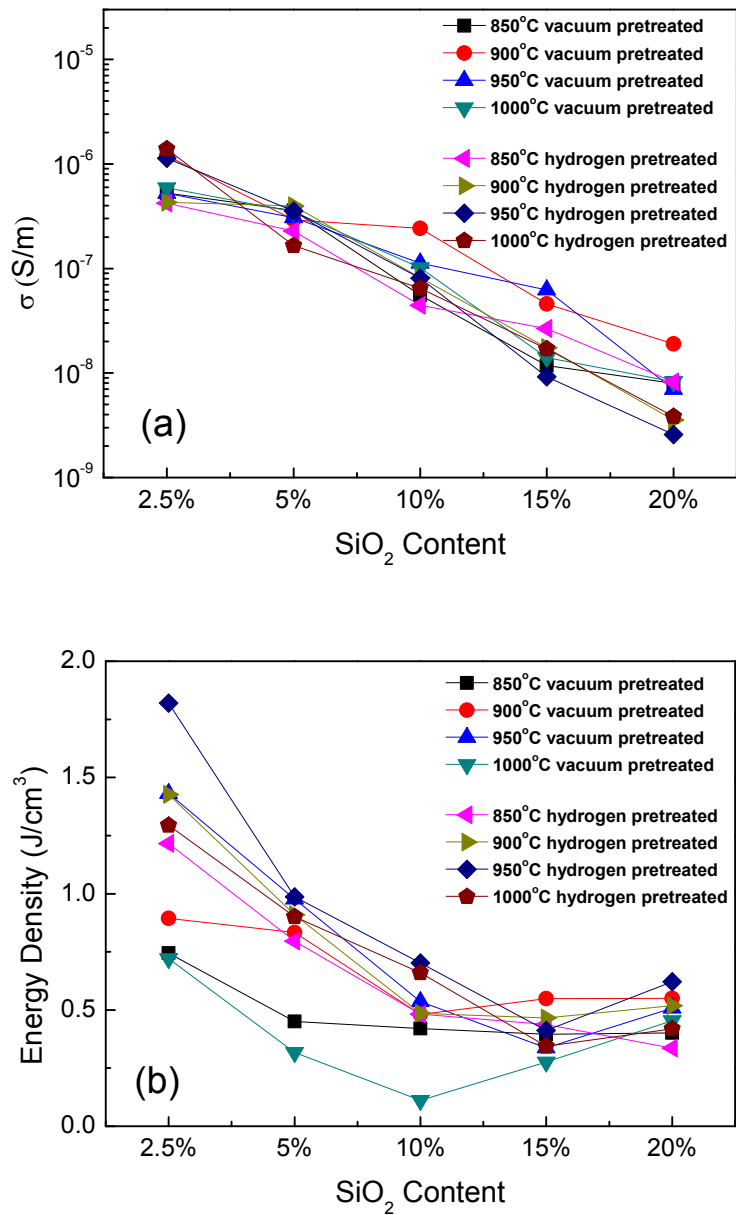 850°C vacuum pretreated
900°C vacuum pretreated
950°C vacuum pretreated
1000°C vacuum pretreated
850°C hydrogen pretreated
900°C hydrogen pretreated
950°C hydrogen pretreated
1000°C hydrogen pretreated
10⁻⁵
10⁻⁶
10⁻⁷
10⁻⁸
10⁻⁹
σ (S/m)
(a)
2.5% 5% 10% 15% 20%
SiO₂ Content
850°C vacuum pretreated
900°C vacuum pretreated
950°C vacuum pretreated
1000°C vacuum pretreated
850°C hydrogen pretreated
900°C hydrogen pretreated
950°C hydrogen pretreated
1000°C hydrogen pretreated
2.0
1.5
1.0
0.5
0.0
Energy Density (J/cm³)
(b)
2.5% 5% 10% 15% 20%
SiO₂ Content